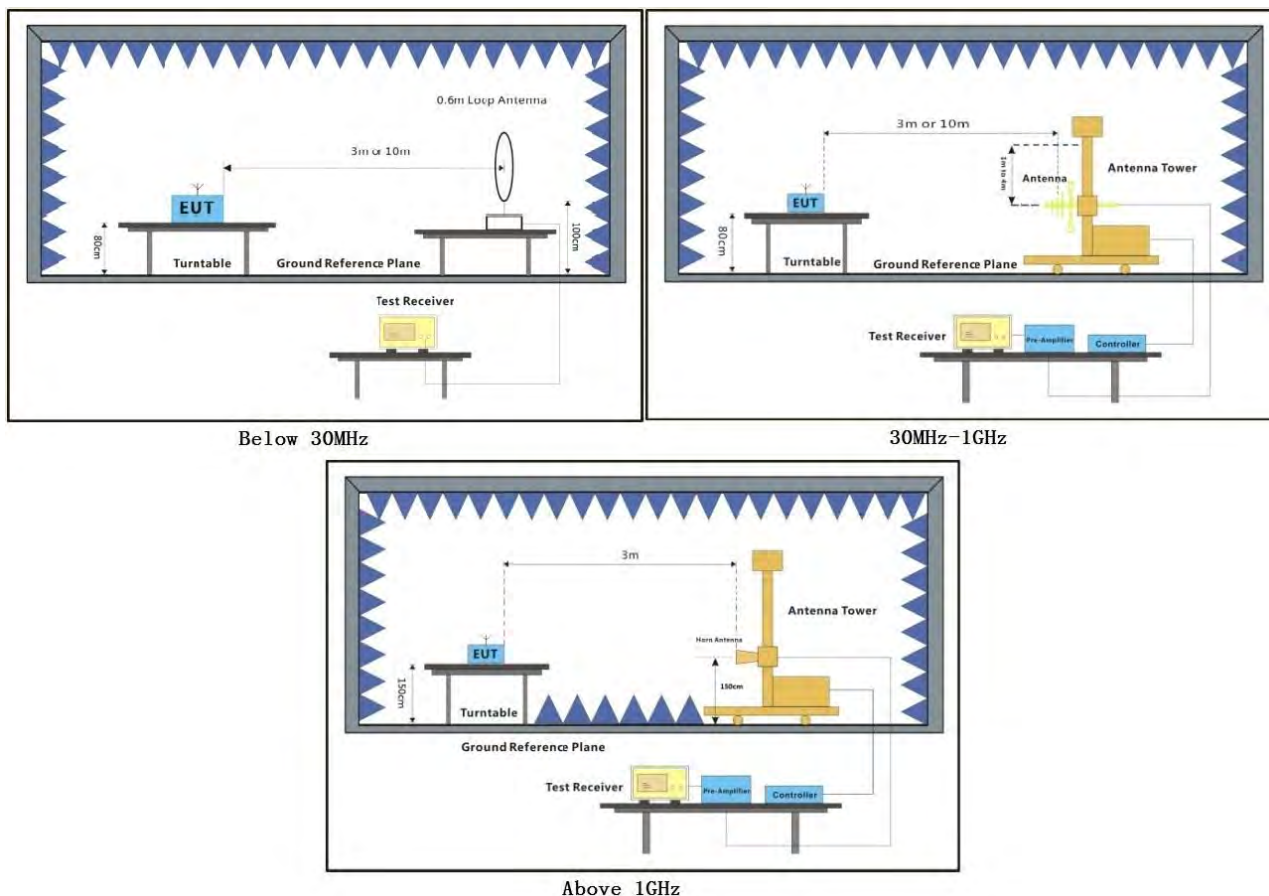 0.6m Loop Antenna
3m or 10m
EUT
80cm
100cm
Turntable
Ground Reference Plane
Test Receiver
Below 30MHz
3m or 10m
1m to 4m
Antenna
Antenna Tower
EUT
80cm
Turntable
Ground Reference Plane
Test Receiver
Pre-Amplifier
Controller
30MHz-1GHz
3m
Antenna Tower
Horn Antenna
EUT
150cm
150cm
Turntable
Ground Reference Plane
Test Receiver
Pre-Amplifier
Controller
Above 1GHz